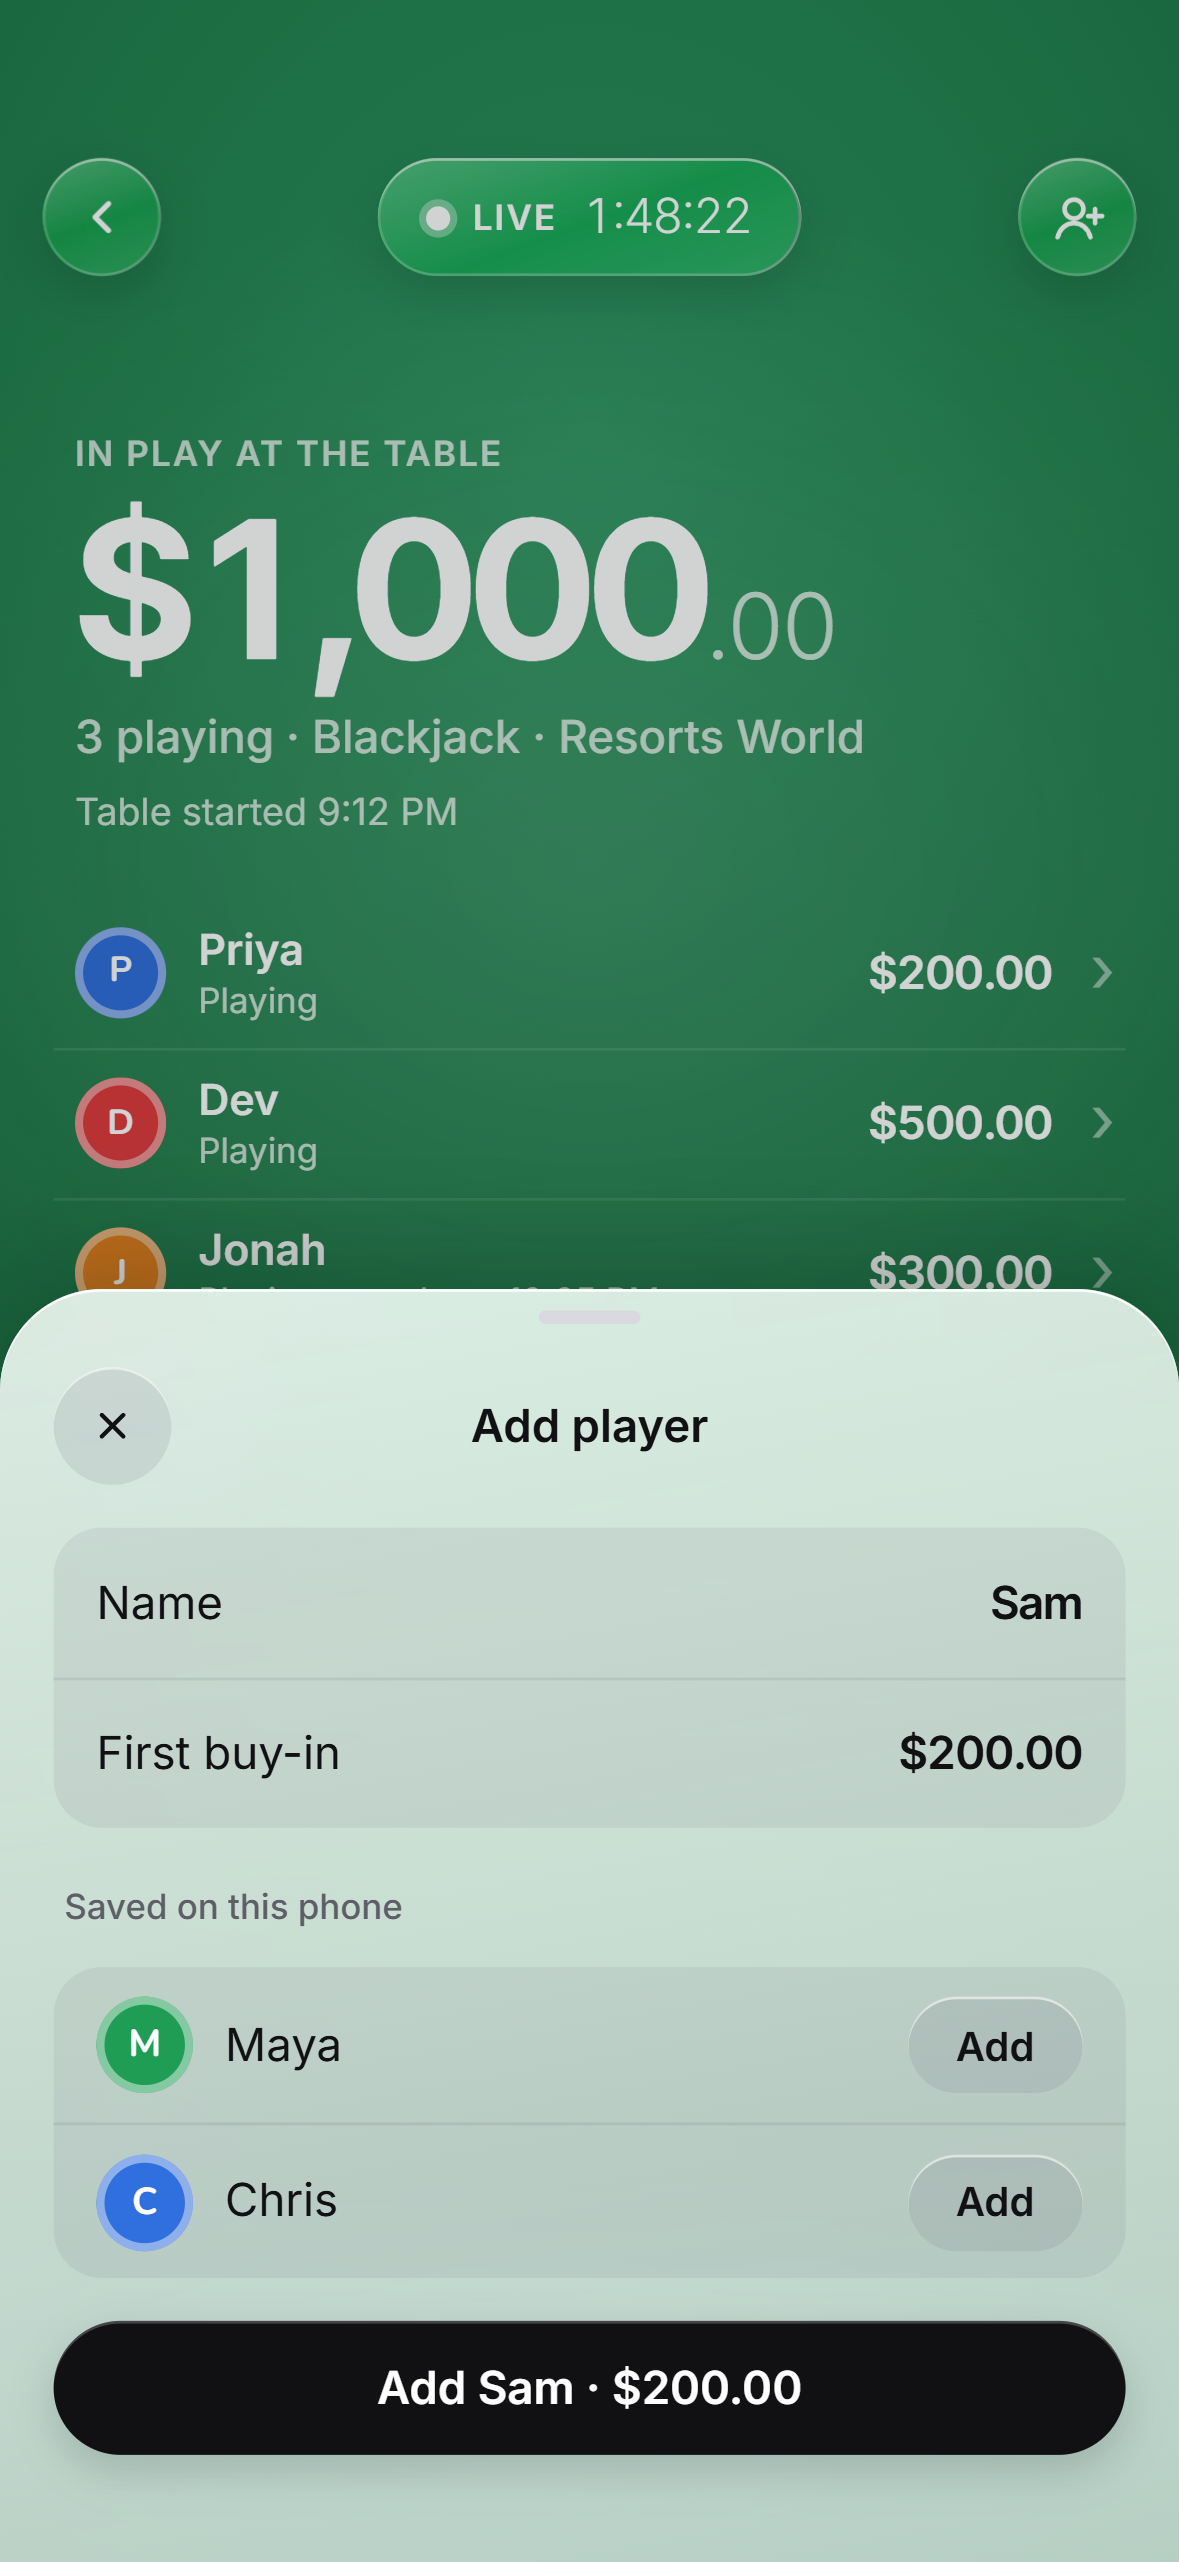 LIVE 1:48:22
IN PLAY AT THE TABLE
$1,000.00
3 playing · Blackjack · Resorts World
Table started 9:12 PM
P Priya $200.00
Playing
D Dev $500.00
Playing
J Jonah $300.00
Add player
Name Sam
First buy-in $200.00
Saved on this phone
M Maya Add
C Chris Add
Add Sam · $200.00